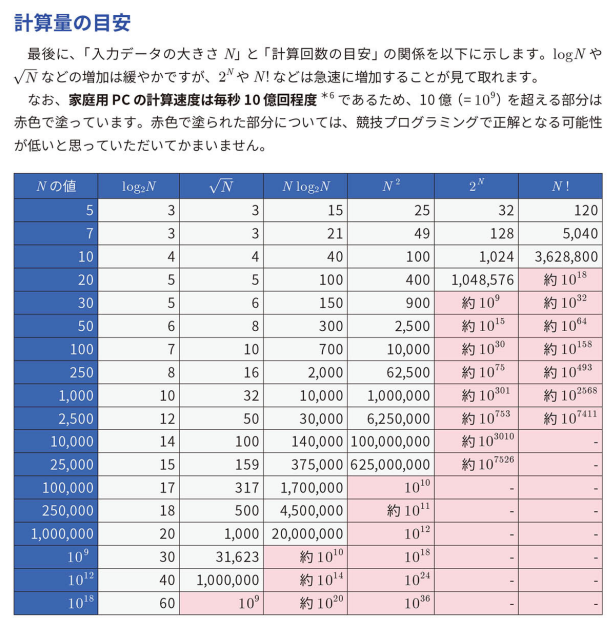 計算量の目安
最後に、「入力データの大きさ N」と「計算回数の目安」の関係を以下に示します。logN や
√N などの増加は緩やかですが、2^N や N! などは急速に増加することが見て取れます。
なお、家庭用 PC の計算速度は毎秒 10 億回程度 *6 であるため、10 億（= 10^9）を超える部分は
赤色で塗っています。赤色で塗られた部分については、競技プログラミングで正解となる可能性
が低いと思っていただいてかまいません。
N の値 log₂N √N N log₂N N^2 2^N N!
5 3 3 15 25 32 120
7 3 3 21 49 128 5,040
10 4 4 40 100 1,024 3,628,800
20 5 5 100 400 1,048,576 約 10^18
30 5 6 150 900 約 10^9 約 10^32
50 6 8 300 2,500 約 10^15 約 10^64
100 7 10 700 10,000 約 10^30 約 10^158
250 8 16 2,000 62,500 約 10^75 約 10^493
1,000 10 32 10,000 1,000,000 約 10^301 約 10^2568
2,500 12 50 30,000 6,250,000 約 10^753 約 10^7411
10,000 14 100 140,000 100,000,000 約 10^3010 -
25,000 15 159 375,000 625,000,000 約 10^7526 -
100,000 17 317 1,700,000 10^10 - -
250,000 18 500 4,500,000 約 10^11 - -
1,000,000 20 1,000 20,000,000 10^12 - -
10^9 30 31,623 約 10^10 10^18 - -
10^12 40 1,000,000 約 10^14 10^24 - -
10^18 60 10^9 約 10^20 10^36 - -